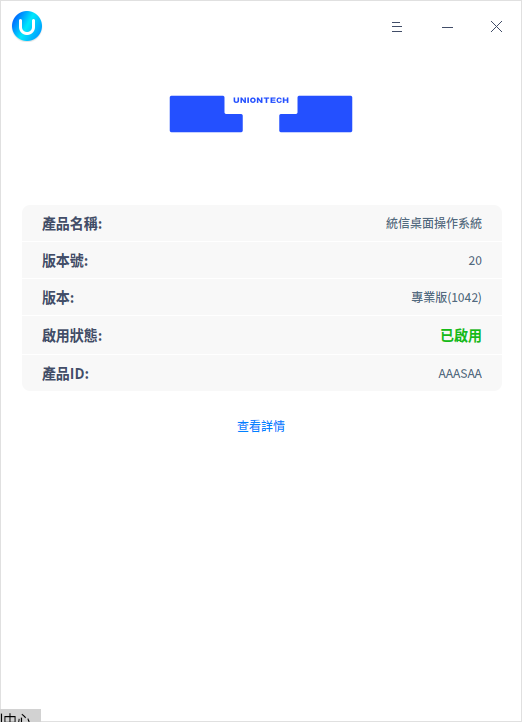 UNIONTECH
產品名稱: 統信桌面操作系統
版本號: 20
版本: 專業版(1042)
啟用狀態: 已啟用
產品ID: AAASAA
查看詳情
中心